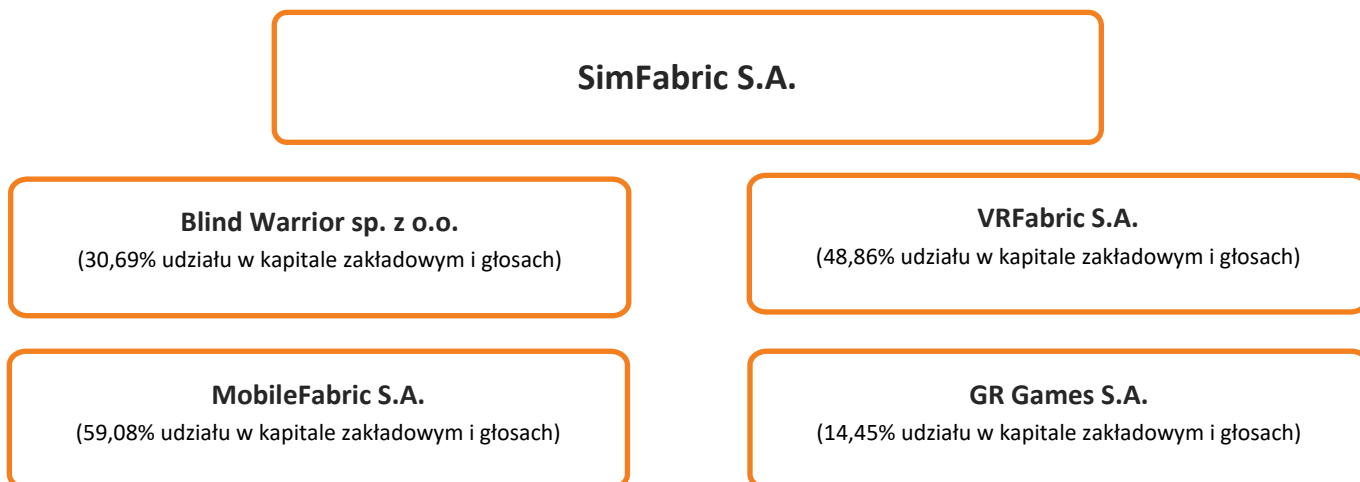 SimFabric S.A.
Blind Warrior sp. z o.o.
(30,69% udziału w kapitale zakładowym i głosach)
VRFabric S.A.
(48,86% udziału w kapitale zakładowym i głosach)
MobileFabric S.A.
(59,08% udziału w kapitale zakładowym i głosach)
GR Games S.A.
(14,45% udziału w kapitale zakładowym i głosach)